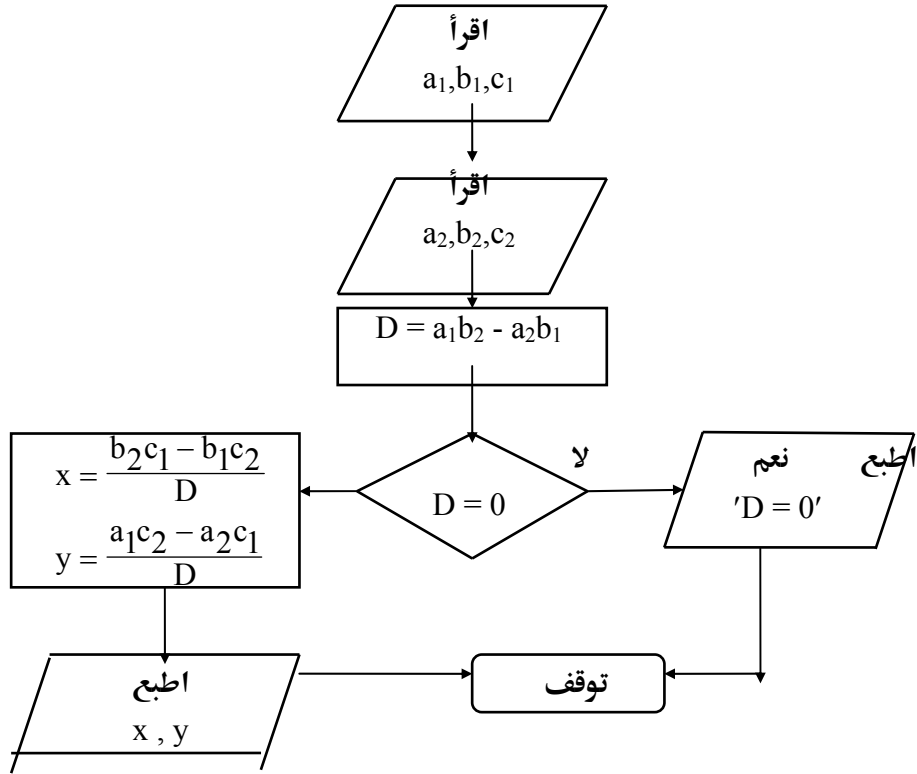 اقرأ
a₁,b₁,c₁
اقرأ
a₂,b₂,c₂
D = a₁b₂ - a₂b₁
x = (b₂c₁ – b₁c₂) / D
y = (a₁c₂ – a₂c₁) / D
D = 0
لا
نعم
اطبع
′D = 0′
اطبع
x , y
توقف